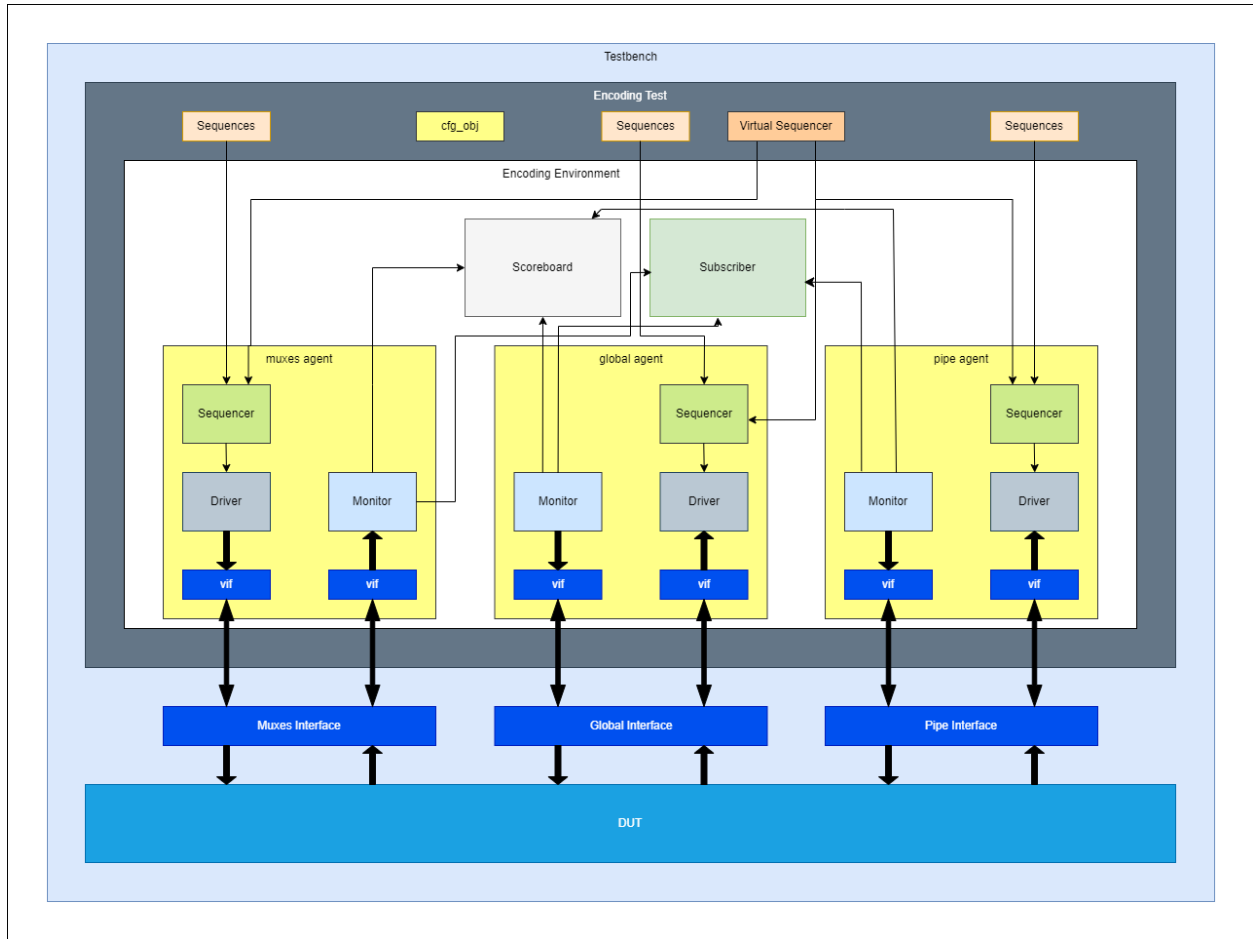 Testbench
Encoding Test
Sequences
cfg_obj
Sequences
Virtual Sequencer
Sequences
Encoding Environment
Scoreboard
Subscriber
muxes agent
global agent
pipe agent
Sequencer
Sequencer
Sequencer
Driver
Monitor
Monitor
Driver
Monitor
Driver
vif
vif
vif
vif
vif
vif
Muxes Interface
Global Interface
Pipe Interface
DUT